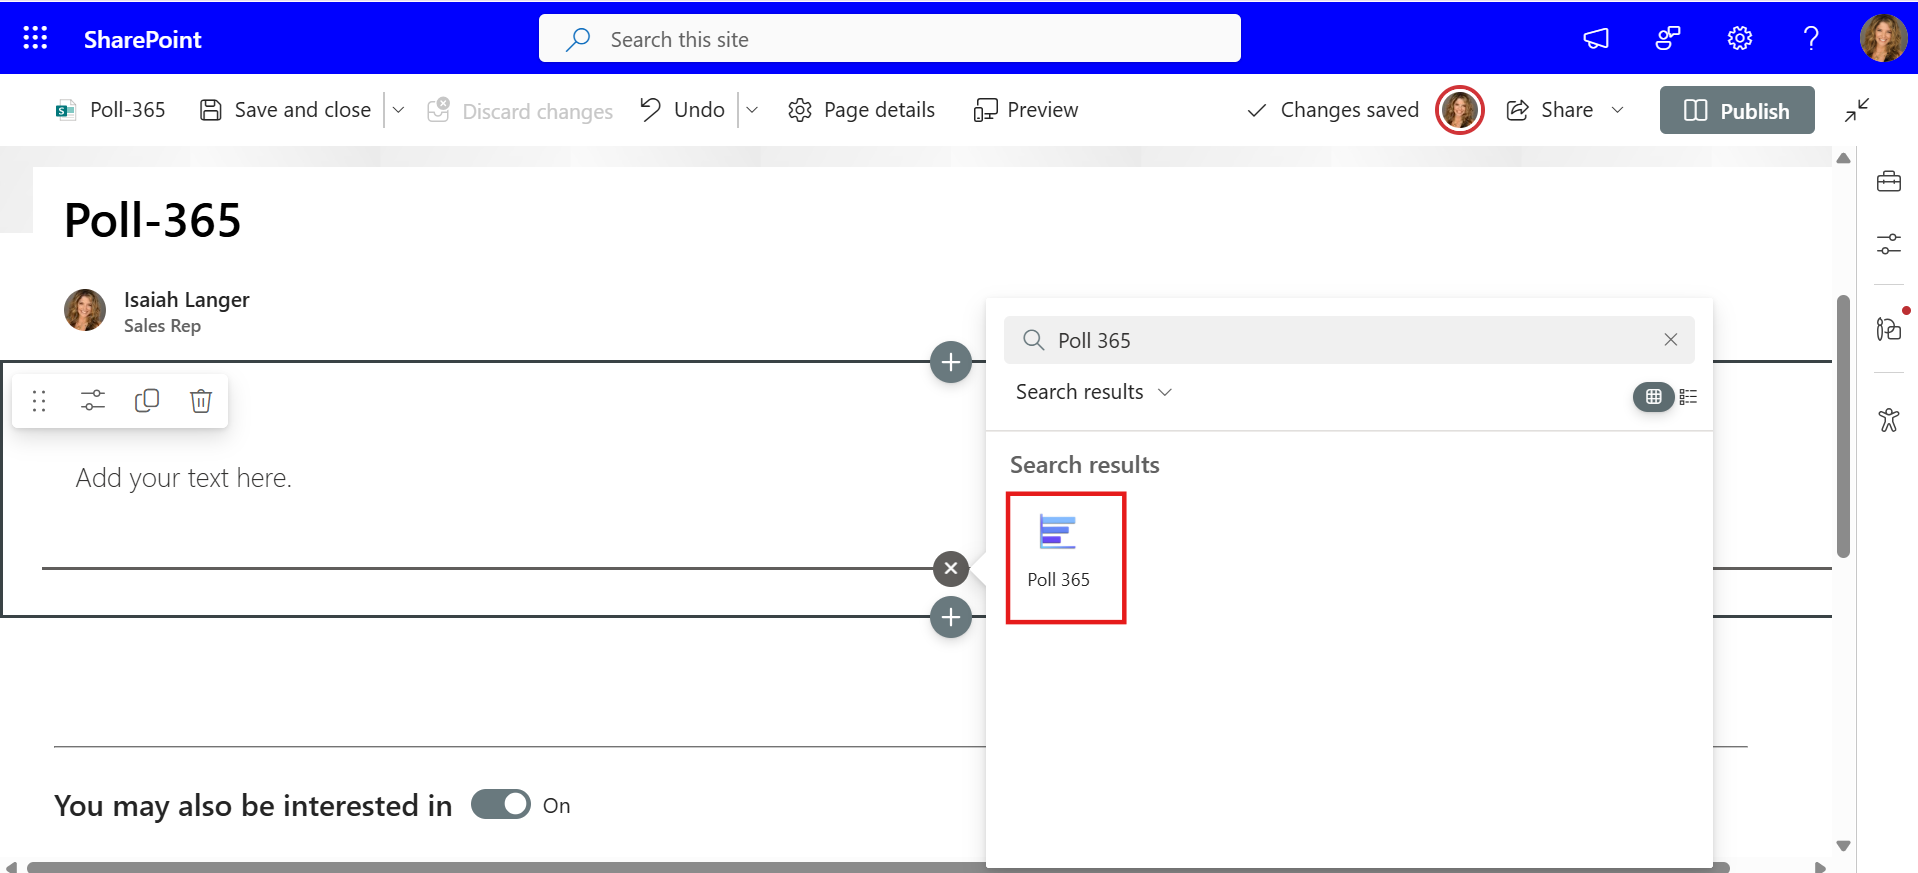 SharePoint
Search this site
Poll-365
Save and close
Discard changes
Undo
Page details
Preview
Changes saved
Share
Publish
Poll-365
Isaiah Langer
Sales Rep
Poll 365
Search results
Search results
Poll 365
Add your text here.
You may also be interested in
On